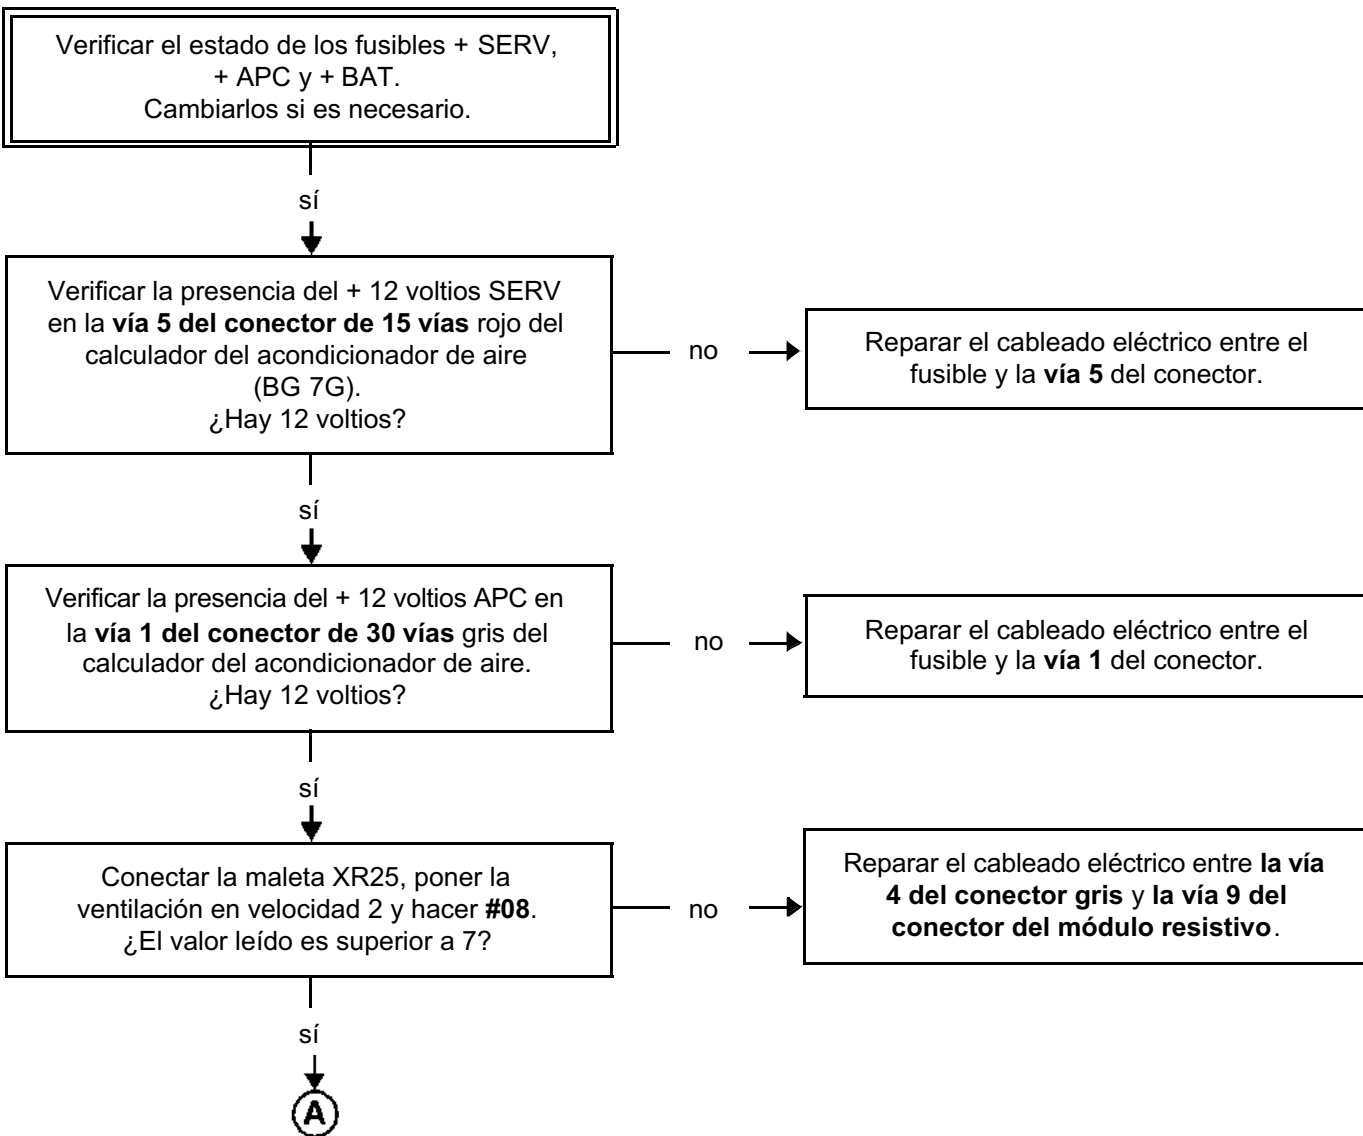 Verificar el estado de los fusibles + SERV,
+ APC y + BAT.
Cambiarlos si es necesario.
sí
Verificar la presencia del + 12 voltios SERV
en la vía 5 del conector de 15 vías rojo del
calculador del acondicionador de aire
(BG 7G).
¿Hay 12 voltios?
no
Reparar el cableado eléctrico entre el
fusible y la vía 5 del conector.
sí
Verificar la presencia del + 12 voltios APC en
la vía 1 del conector de 30 vías gris del
calculador del acondicionador de aire.
¿Hay 12 voltios?
no
Reparar el cableado eléctrico entre el
fusible y la vía 1 del conector.
sí
Conectar la maleta XR25, poner la
ventilación en velocidad 2 y hacer #08.
¿El valor leído es superior a 7?
no
Reparar el cableado eléctrico entre la vía
4 del conector gris y la vía 9 del
conector del módulo resistivo.
sí
A